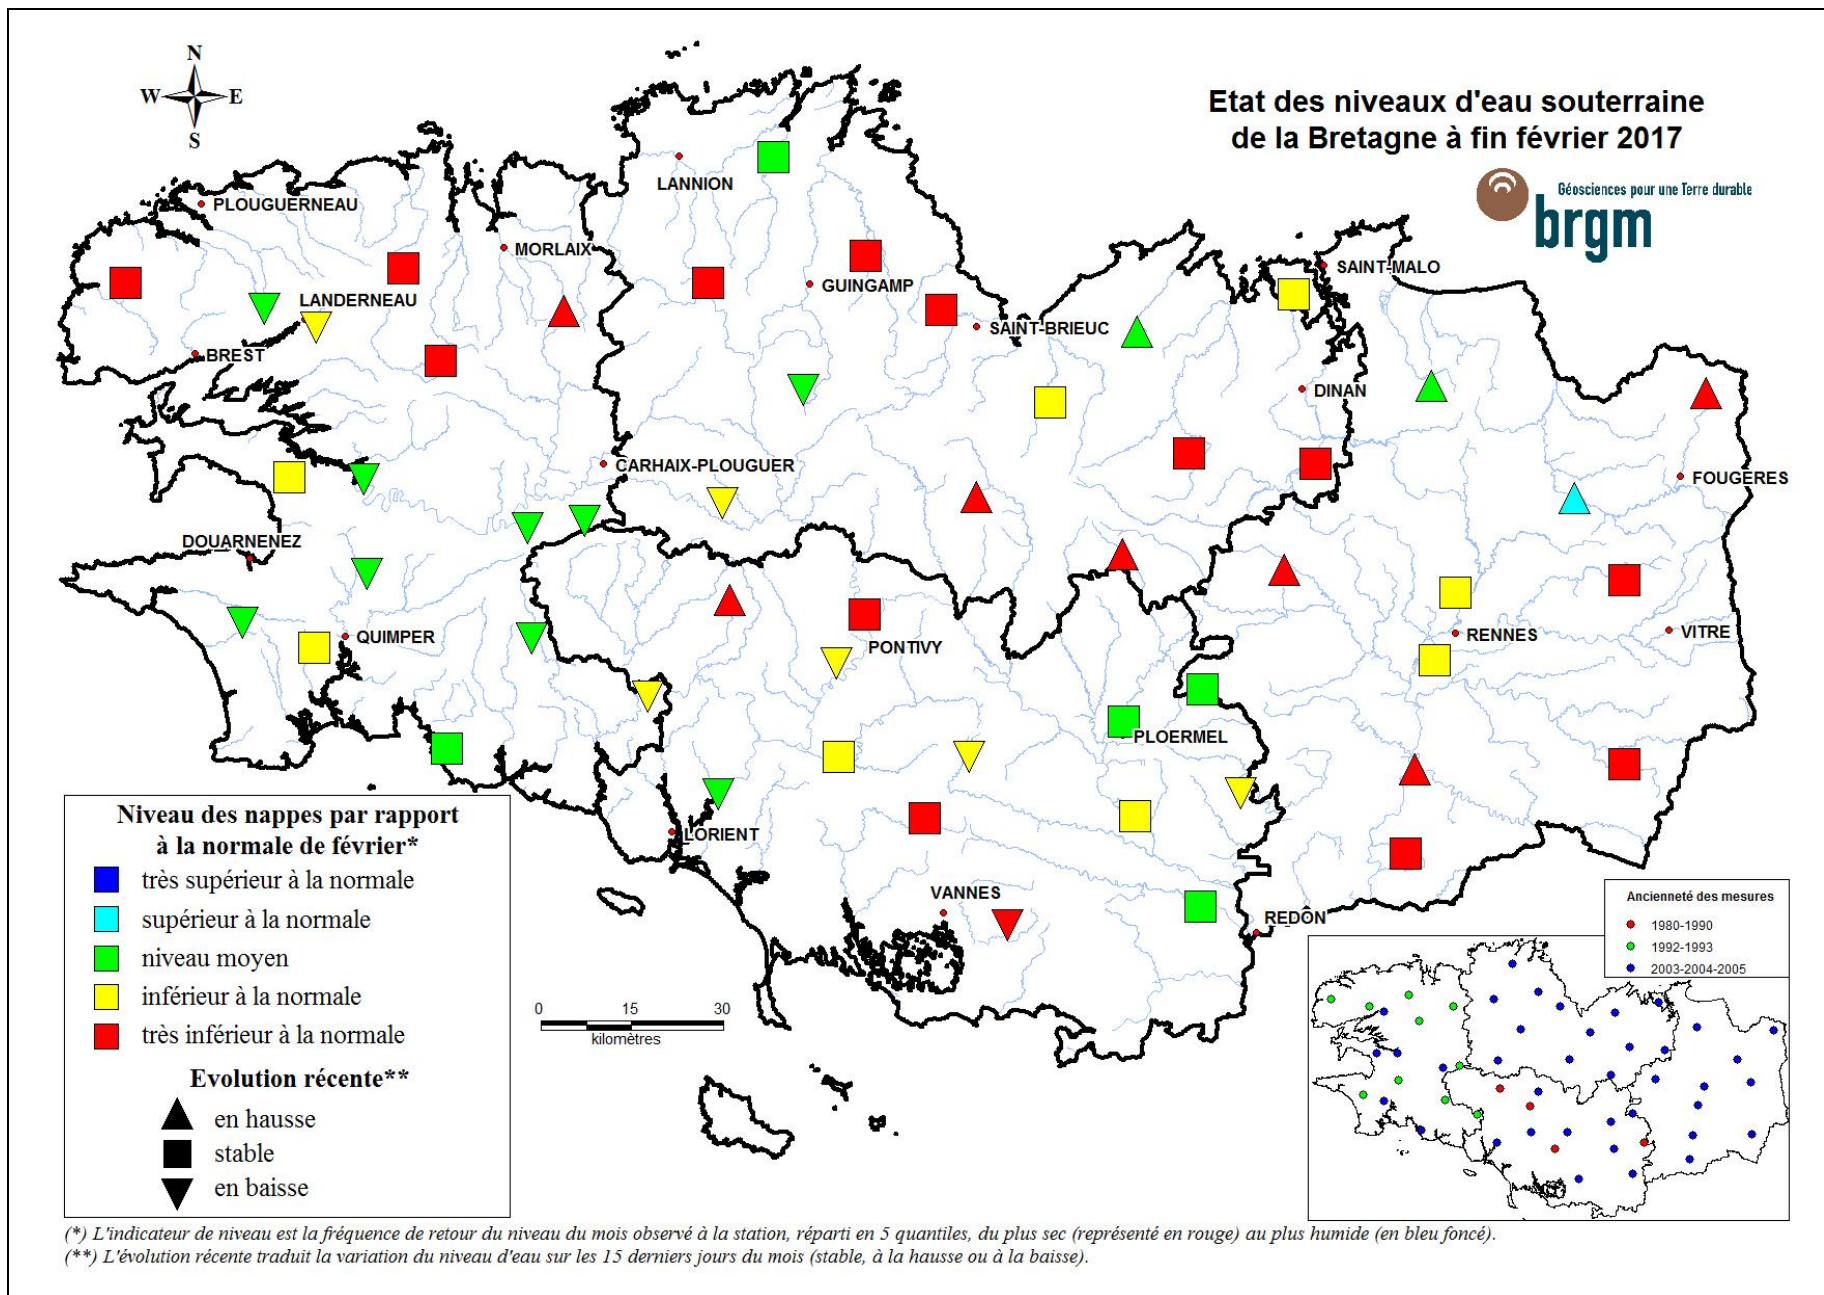 Etat des niveaux d'eau souterraine
de la Bretagne à fin février 2017
Géosciences pour une Terre durable
brgm
N
W
E
S
LANNION
PLOUGUERNEAU
MORLAIX
SAINT-MALO
GUINGAMP
LANDERNEAU
SAINT-BRIEUC
BREST
DINAN
CARHAIX-PLOUGUER
FOUGERES
DOUARNENEZ
QUIMPER
RENNES
VITRE
PONTIVY
PLOERMEL
LORIENT
VANNES
REDON
Niveau des nappes par rapport
à la normale de février*
très supérieur à la normale
supérieur à la normale
niveau moyen
inférieur à la normale
très inférieur à la normale
Evolution récente**
en hausse
stable
en baisse
0 15 30
kilomètres
Ancienneté des mesures
1980-1990
1992-1993
2003-2004-2005
(*) L'indicateur de niveau est la fréquence de retour du niveau du mois observé à la station, réparti en 5 quantiles, du plus sec (représenté en rouge) au plus humide (en bleu foncé).
(**) L'évolution récente traduit la variation du niveau d'eau sur les 15 derniers jours du mois (stable, à la hausse ou à la baisse).